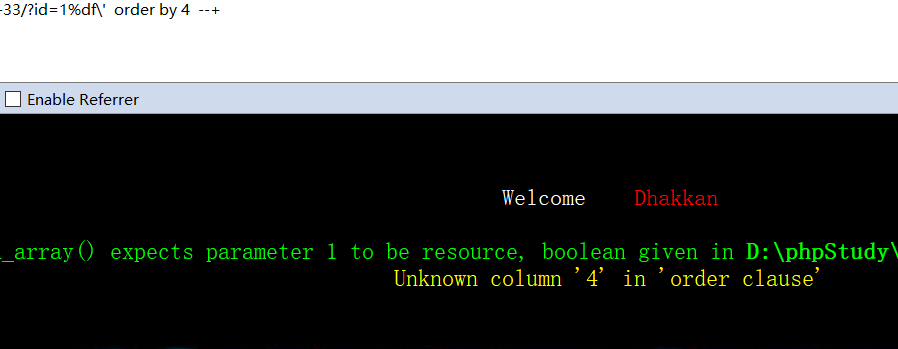 -33/?id=1%df\' order by 4 --+
Enable Referrer
Welcome Dhakkan
_array() expects parameter 1 to be resource, boolean given in D:\phpStudy\
Unknown column '4' in 'order clause'